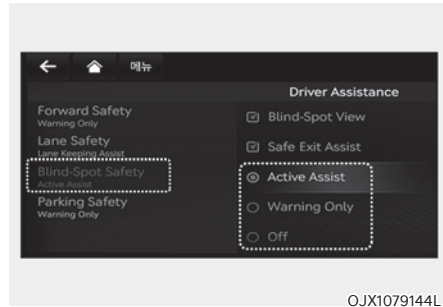 메뉴
Driver Assistance
Forward Safety
Warning Only
Lane Safety
Lane Keeping Assist
Blind-Spot Safety
Active Assist
Parking Safety
Warning Only
Blind-Spot View
Safe Exit Assist
Active Assist
Warning Only
Off
OJX1079144L